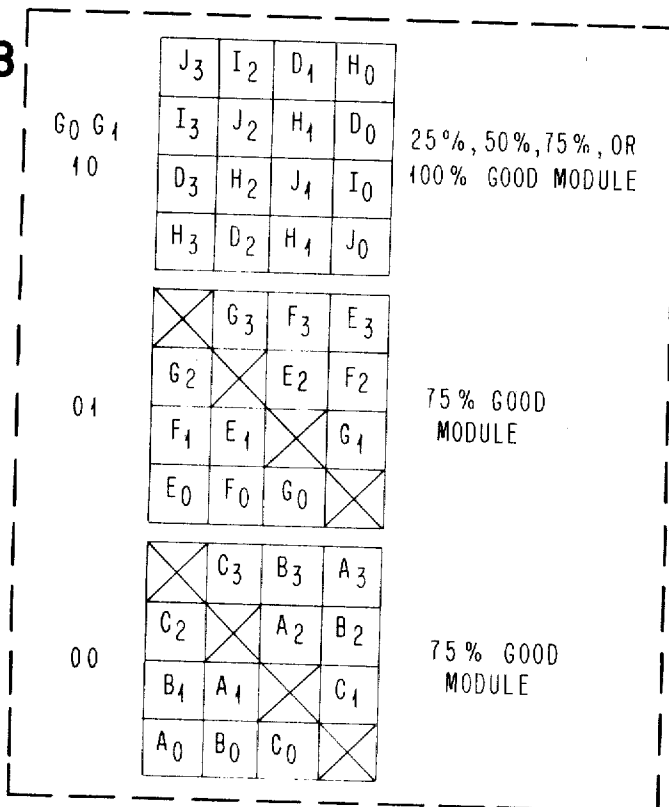 B
J₃ I₂ D₁ H₀
G₀ G₁
10
I₃ J₂ H₁ D₀
25%, 50%, 75%, OR
100% GOOD MODULE
D₃ H₂ J₁ I₀
H₃ D₂ H₁ J₀
G₃ F₃ E₃
G₂ E₂ F₂
01
75% GOOD
MODULE
F₁ E₁ G₁
E₀ F₀ G₀
C₃ B₃ A₃
C₂ A₂ B₂
00
75% GOOD
MODULE
B₁ A₁ C₁
A₀ B₀ C₀